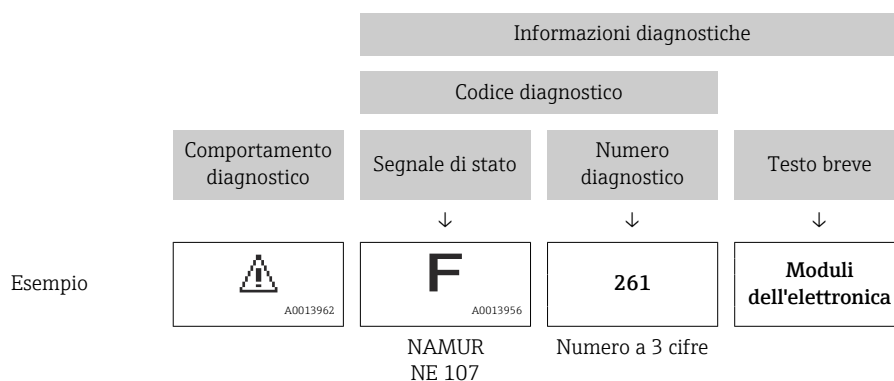 Informazioni diagnostiche
Codice diagnostico
Comportamento
diagnostico
Segnale di stato
Numero
diagnostico
Testo breve
↓
↓
↓
Esempio
A0013962
F
A0013956
261
Moduli
dell'elettronica
NAMUR
NE 107
Numero a 3 cifre